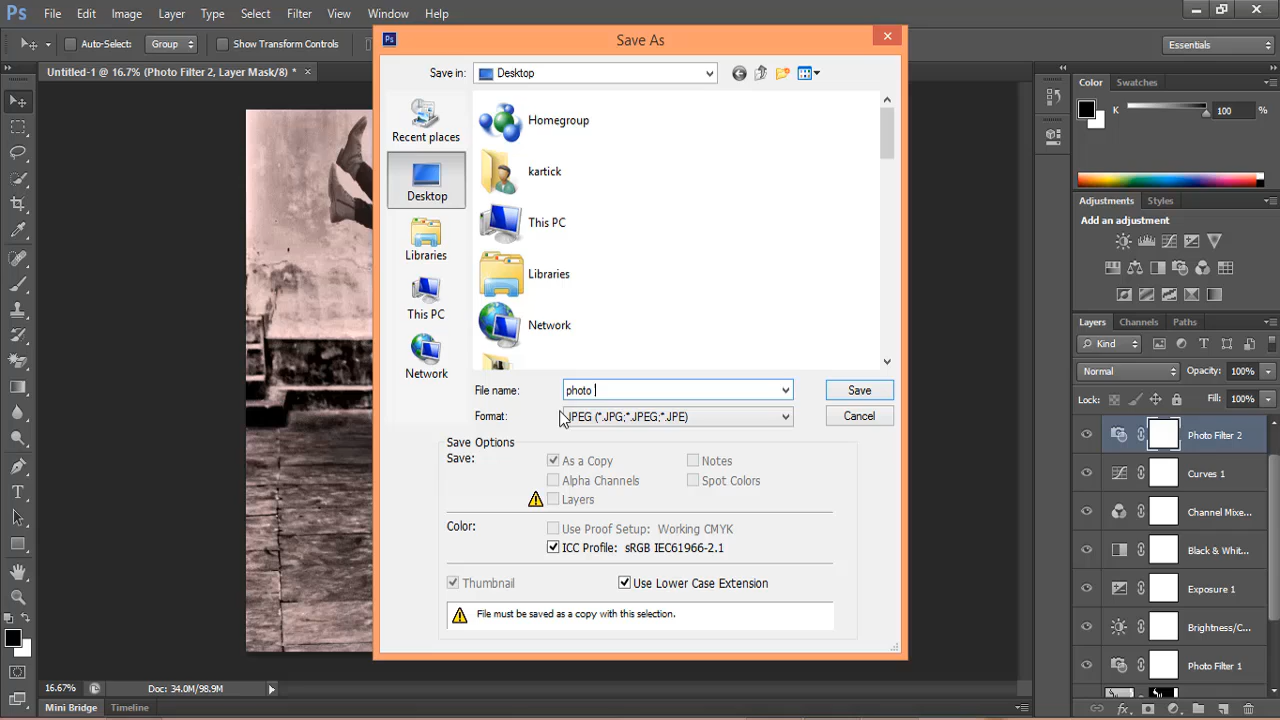 Ps File Edit Image Layer Type Select Filter View Window Help
Auto-Select: Group Show Transform Controls Essentials
Untitled-1 @ 16.7% (Photo Filter 2, Layer Mask/8) * ×
Save As
Save in: Desktop
Recent places
Desktop
Libraries
This PC
Network
Homegroup
kartick
This PC
Libraries
Network
File name: photo
Save
Format: JPEG (*.JPG;*.JPEG;*.JPE)
Cancel
Save Options
Save: As a Copy Notes
Alpha Channels Spot Colors
Layers
Color: Use Proof Setup: Working CMYK
ICC Profile: sRGB IEC61966-2.1
Thumbnail Use Lower Case Extension
File must be saved as a copy with this selection.
Color Swatches
K 100 %
Adjustments Styles
Add an adjustment
Layers Channels Paths
Kind
Normal Opacity: 100%
Lock: Fill: 100%
Photo Filter 2
Curves 1
Channel Mixe...
Black & Whit...
Exposure 1
Brightness/C...
Photo Filter 1
16.67% Doc: 34.0M/98.9M
Mini Bridge Timeline